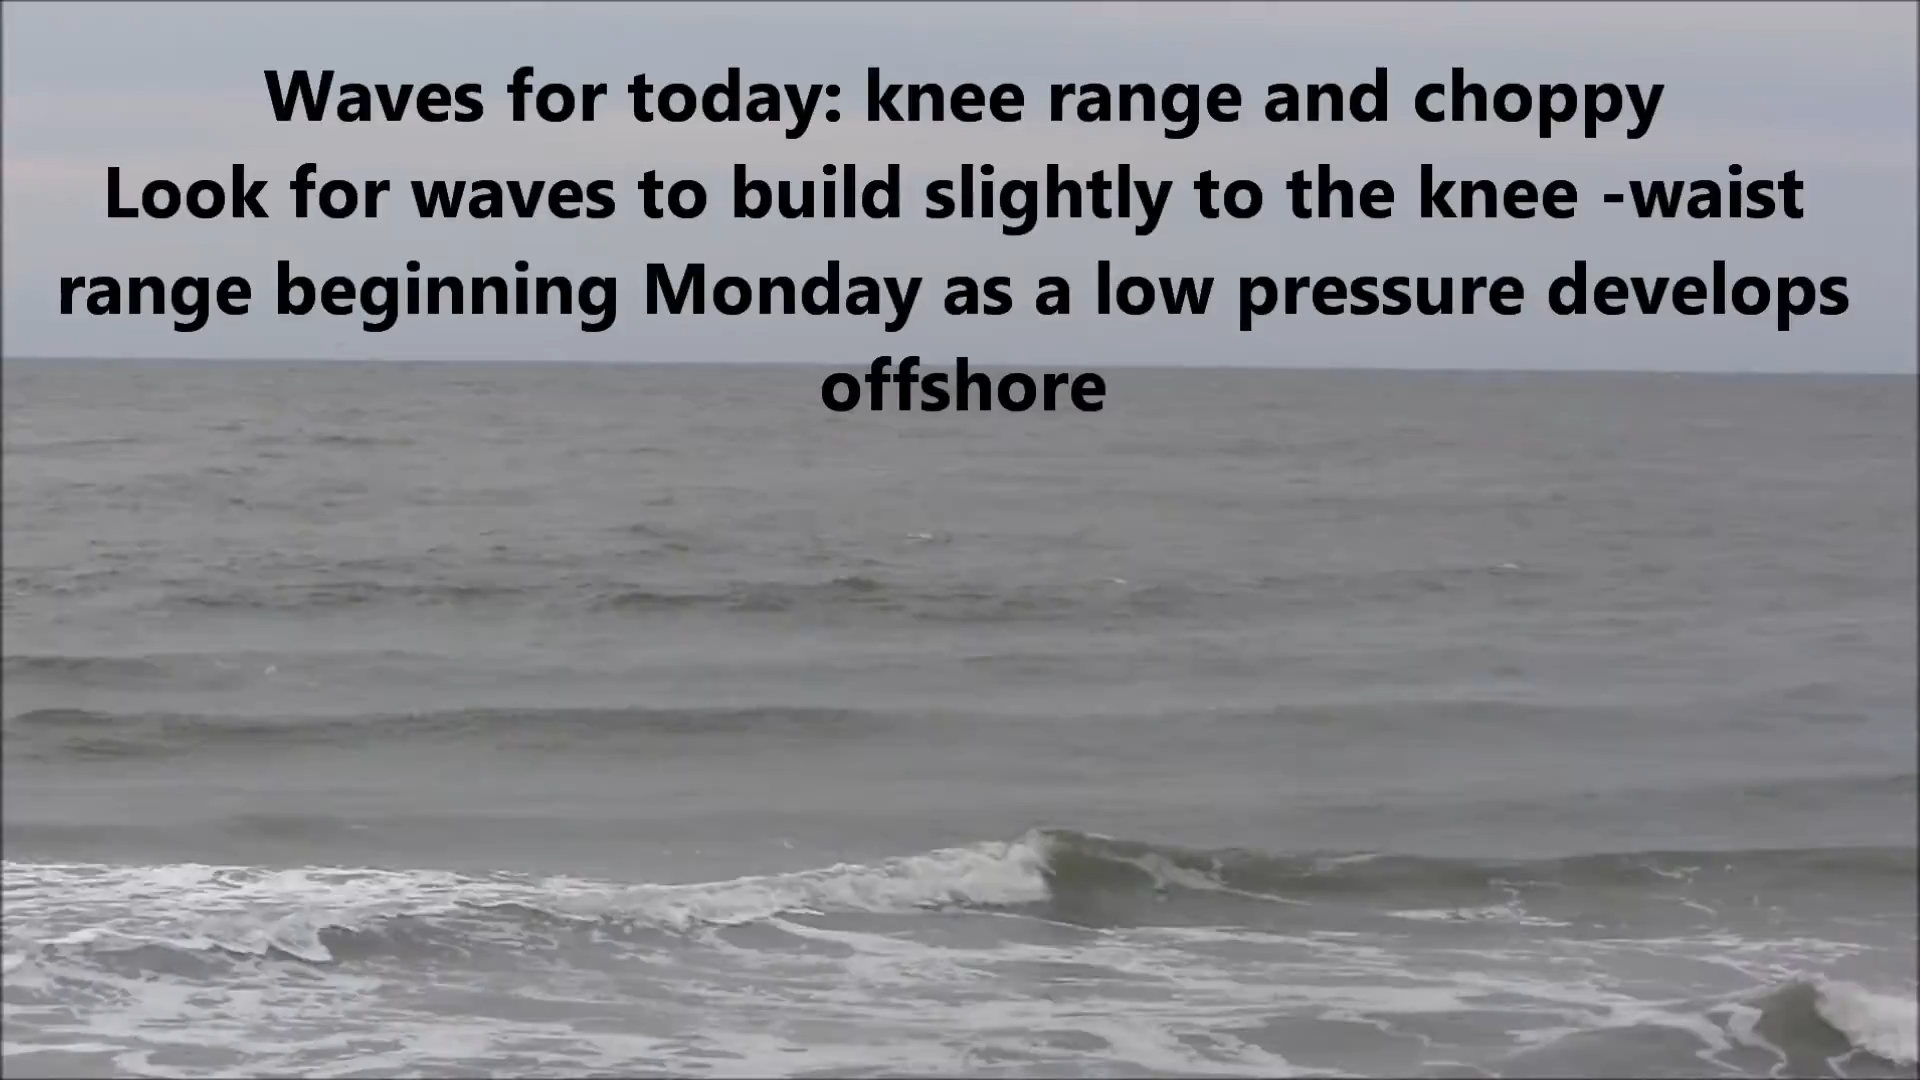 Waves for today: knee range and choppy
Look for waves to build slightly to the knee -waist
range beginning Monday as a low pressure develops
offshore